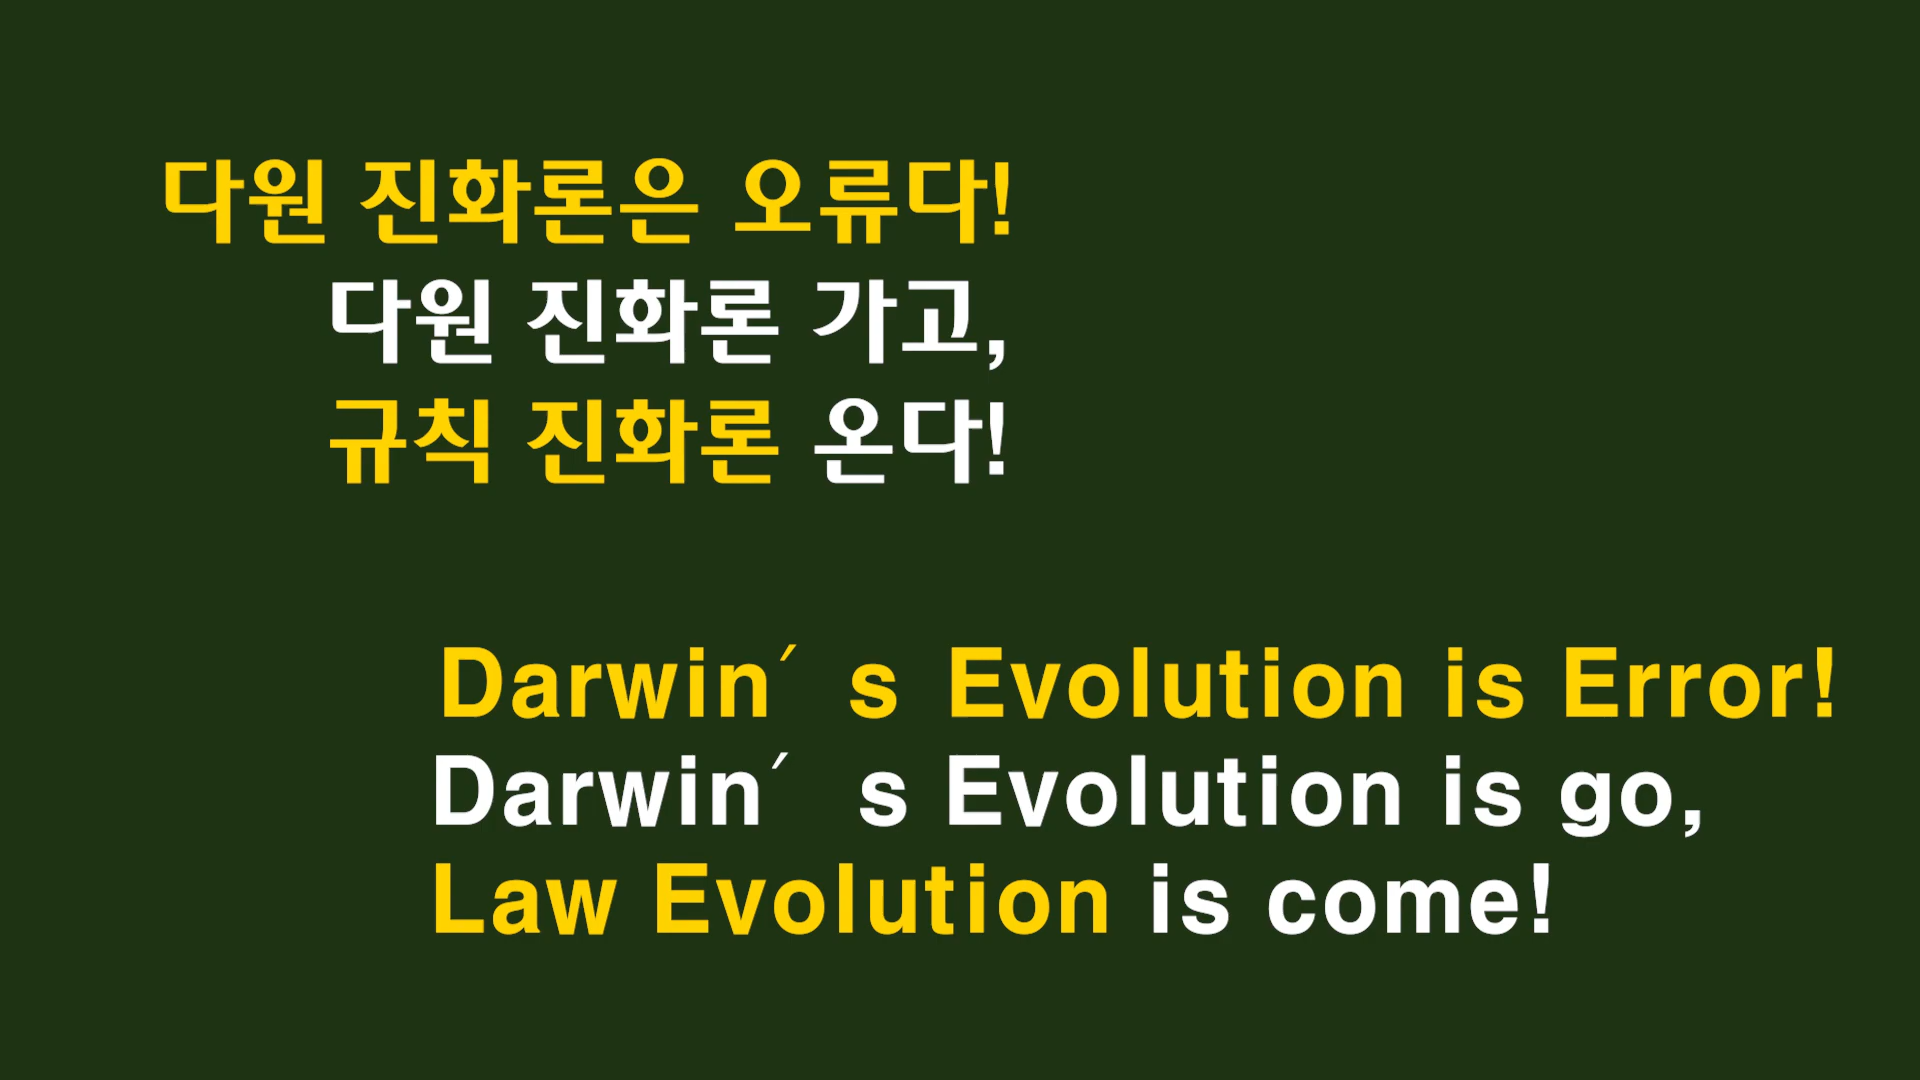 다원 진화론은 오류다!
다원 진화론 가고,
규칙 진화론 온다!
Darwin′ s Evolution is Error!
Darwin′ s Evolution is go,
Law Evolution is come!